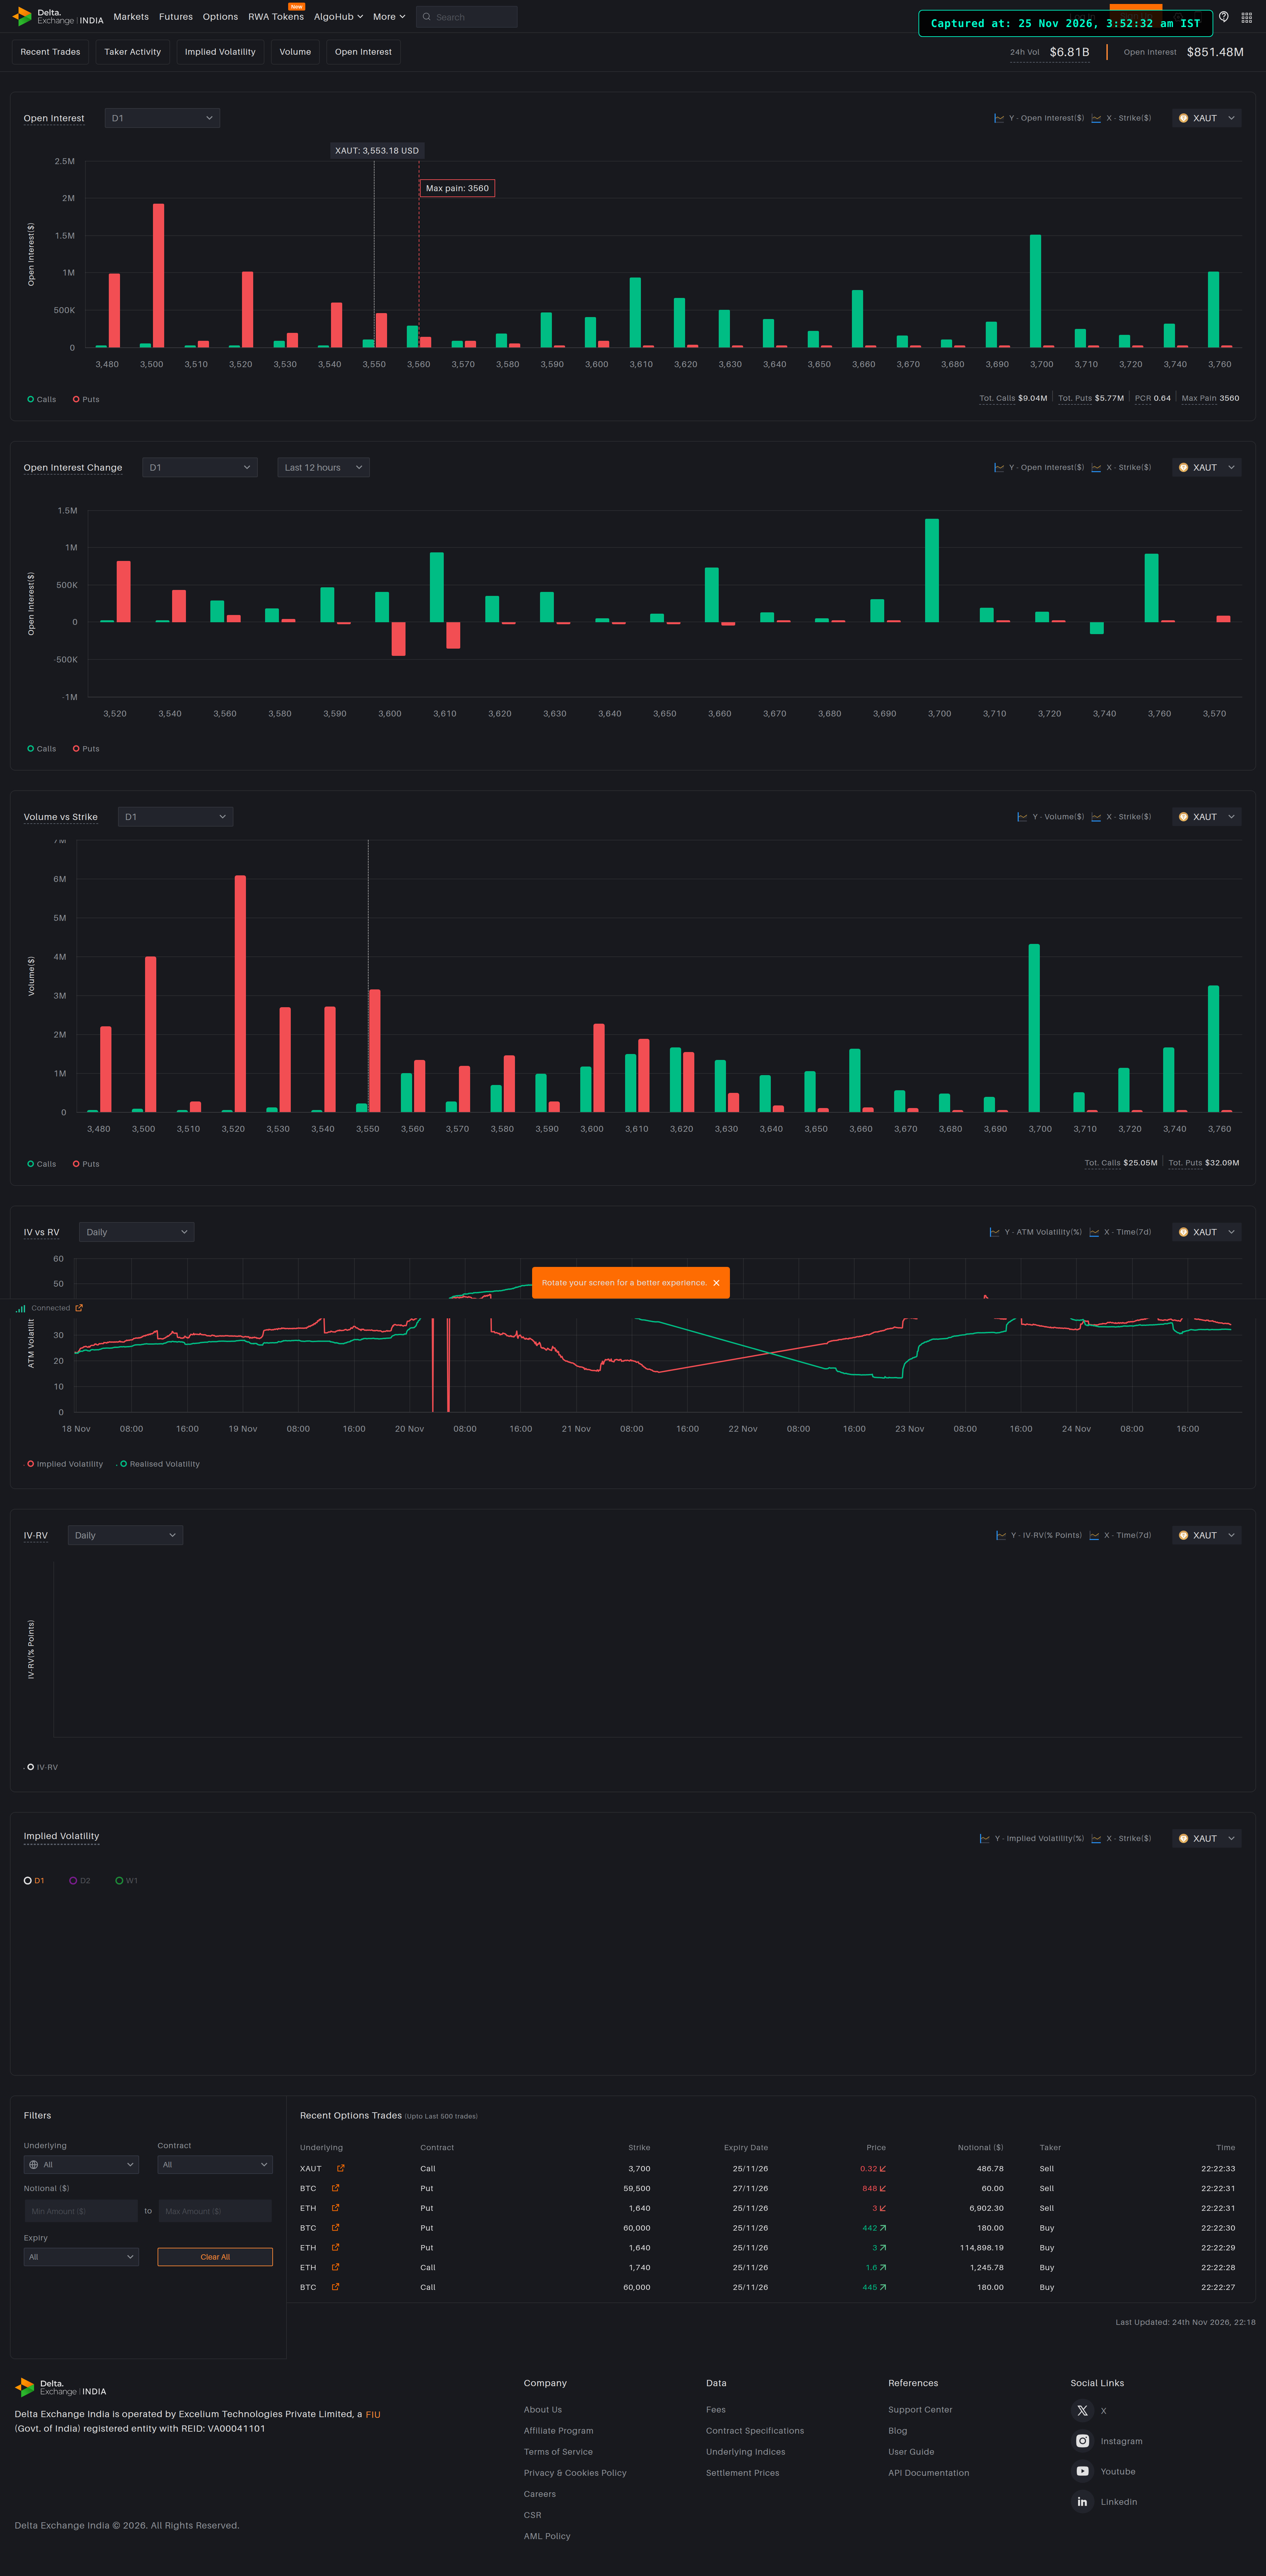 Delta. Exchange | INDIA Markets Futures Options RWA Tokens New AlgoHub More Search
Captured at: 25 Nov 2026, 3:52:32 am IST
Recent Trades Taker Activity Implied Volatility Volume Open Interest 24h Vol $6.81B Open Interest $851.48M
Open Interest D1 Y - Open Interest($) X - Strike($) XAUT
XAUT: 3,553.18 USD
Max pain: 3560
Open Interest($)
2.5M
2M
1.5M
1M
500K
0
3,480 3,500 3,510 3,520 3,530 3,540 3,550 3,560 3,570 3,580 3,590 3,600 3,610 3,620 3,630 3,640 3,650 3,660 3,670 3,680 3,690 3,700 3,710 3,720 3,740 3,760
Calls Puts Tot. Calls $9.04M Tot. Puts $5.77M PCR 0.64 Max Pain 3560
Open Interest Change D1 Last 12 hours Y - Open Interest($) X - Strike($) XAUT
Open Interest($)
1.5M
1M
500K
0
-500K
-1M
3,520 3,540 3,560 3,580 3,590 3,600 3,610 3,620 3,630 3,640 3,650 3,660 3,670 3,680 3,690 3,700 3,710 3,720 3,740 3,760 3,570
Calls Puts
Volume vs Strike D1 Y - Volume($) X - Strike($) XAUT
Volume($)
7M
6M
5M
4M
3M
2M
1M
0
3,480 3,500 3,510 3,520 3,530 3,540 3,550 3,560 3,570 3,580 3,590 3,600 3,610 3,620 3,630 3,640 3,650 3,660 3,670 3,680 3,690 3,700 3,710 3,720 3,740 3,760
Calls Puts Tot. Calls $25.05M Tot. Puts $32.09M
IV vs RV Daily Y - ATM Volatility(%) X - Time(7d) XAUT
60
50
Rotate your screen for a better experience.
Connected
ATM Volatilit
30
20
10
0
18 Nov 08:00 16:00 19 Nov 08:00 16:00 20 Nov 08:00 16:00 21 Nov 08:00 16:00 22 Nov 08:00 16:00 23 Nov 08:00 16:00 24 Nov 08:00 16:00
Implied Volatility Realised Volatility
IV-RV Daily Y - IV-RV(% Points) X - Time(7d) XAUT
IV-RV(% Points)
IV-RV
Implied Volatility Y - Implied Volatility(%) X - Strike($) XAUT
D1 D2 W1
Filters
Underlying Contract
All All
Notional ($)
Min Amount ($) to Max Amount ($)
Expiry
All Clear All
Recent Options Trades (Upto Last 500 trades)
Underlying Contract Strike Expiry Date Price Notional ($) Taker Time
XAUT Call 3,700 25/11/26 0.32 486.78 Sell 22:22:33
BTC Put 59,500 27/11/26 848 60.00 Sell 22:22:31
ETH Put 1,640 25/11/26 3 6,902.30 Sell 22:22:31
BTC Put 60,000 25/11/26 442 180.00 Buy 22:22:30
ETH Put 1,640 25/11/26 3 114,898.19 Buy 22:22:29
ETH Call 1,740 25/11/26 1.6 1,245.78 Buy 22:22:28
BTC Call 60,000 25/11/26 445 180.00 Buy 22:22:27
Last Updated: 24th Nov 2026, 22:18
Delta. Exchange | INDIA
Delta Exchange India is operated by Excelium Technologies Private Limited, a FIU
(Govt. of India) registered entity with REID: VA00041101
Delta Exchange India © 2026. All Rights Reserved.
Company
About Us
Affiliate Program
Terms of Service
Privacy & Cookies Policy
Careers
CSR
AML Policy
Data
Fees
Contract Specifications
Underlying Indices
Settlement Prices
References
Support Center
Blog
User Guide
API Documentation
Social Links
X
Instagram
Youtube
Linkedin